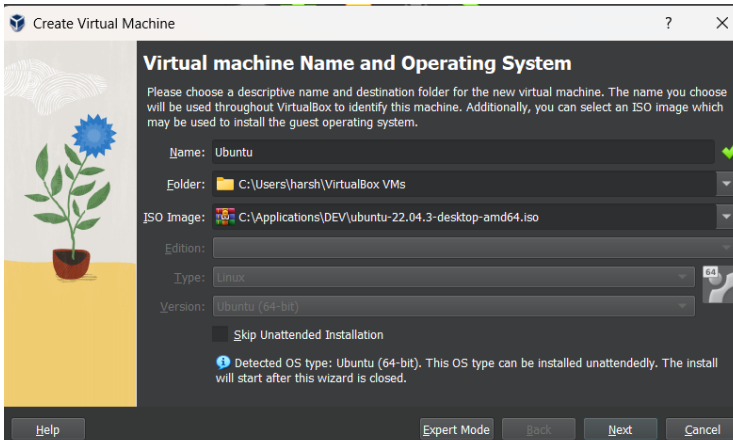 Create Virtual Machine
?
Virtual machine Name and Operating System
Please choose a descriptive name and destination folder for the new virtual machine. The name you choose
will be used throughout VirtualBox to identify this machine. Additionally, you can select an ISO image which
may be used to install the guest operating system.
Name: Ubuntu
Folder: C:\Users\harsh\VirtualBox VMs
ISO Image: C:\Applications\DEV\ubuntu-22.04.3-desktop-amd64.iso
Edition:
Type: Linux
64
Version: Ubuntu (64-bit)
Skip Unattended Installation
Detected OS type: Ubuntu (64-bit). This OS type can be installed unattendedly. The install
will start after this wizard is closed.
Help Expert Mode Back Next Cancel